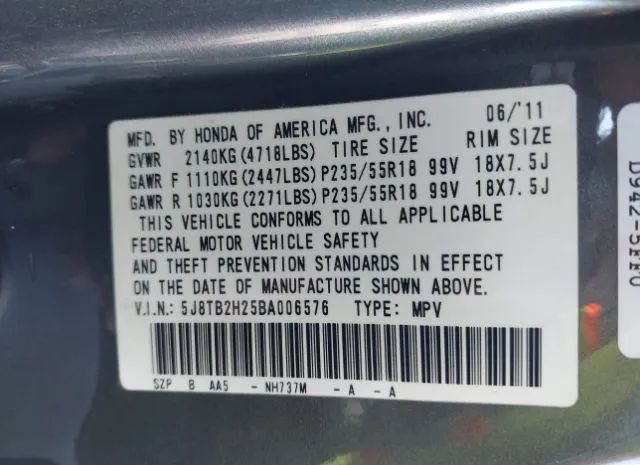 MFD. BY HONDA OF AMERICA MFG., INC. 06/'11
GVWR 2140KG(4718LBS) TIRE SIZE RIM SIZE
GAWR F 1110KG(2447LBS)P235/55R18 99V 18X7.5J
GAWR R 1030KG(2271LBS)P235/55R18 99V 18X7.5J
THIS VEHICLE CONFORMS TO ALL APPLICABLE
FEDERAL MOTOR VEHICLE SAFETY
AND THEFT PREVENTION STANDARDS IN EFFECT
ON THE DATE OF MANUFACTURE SHOWN ABOVE.
V.I.N.: 5J8TB2H25BA006576 TYPE: MPV
SZP B AA5 - NH737M - A - A